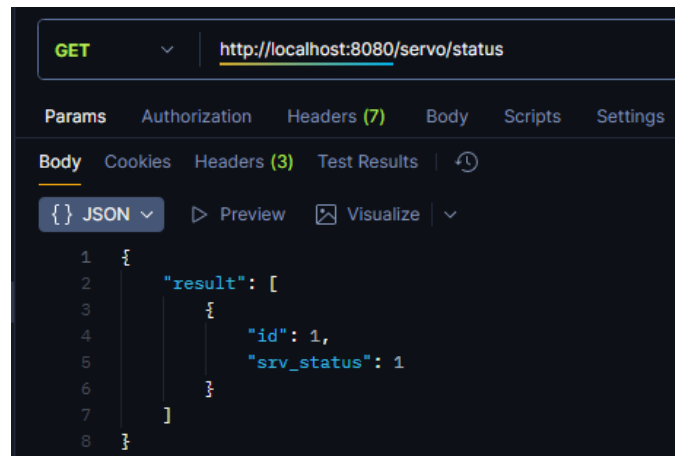 GET http://localhost:8080/servo/status
Params Authorization Headers (7) Body Scripts Settings
Body Cookies Headers (3) Test Results
{ } JSON Preview Visualize
1 {
2 "result": [
3 {
4 "id": 1,
5 "srv_status": 1
6 }
7 ]
8 }